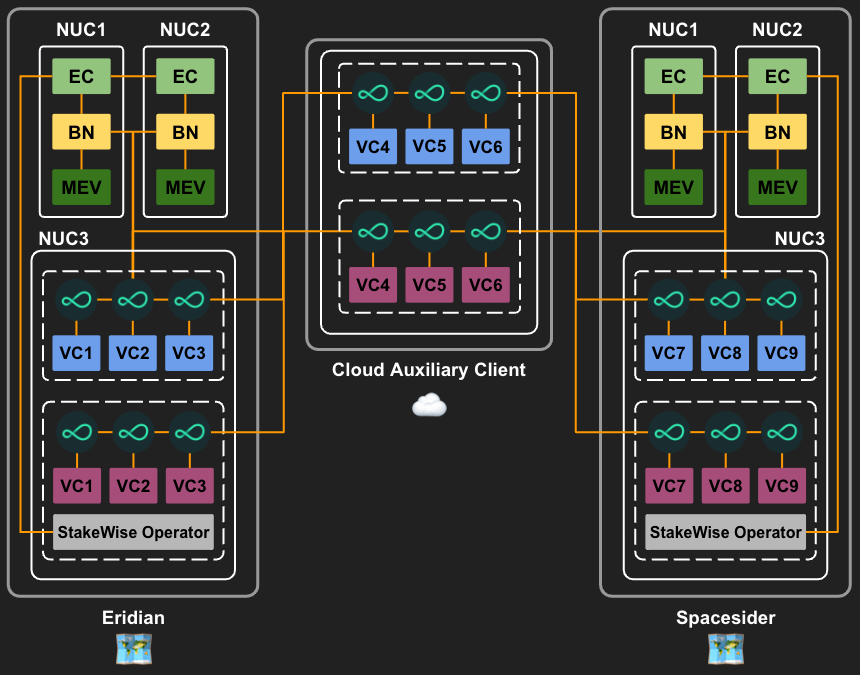 NUC1 NUC2
EC EC
BN BN
MEV MEV
NUC3
VC1 VC2 VC3
VC1 VC2 VC3
StakeWise Operator
Eridian
VC4 VC5 VC6
VC4 VC5 VC6
Cloud Auxiliary Client
NUC1 NUC2
EC EC
BN BN
MEV MEV
NUC3
VC7 VC8 VC9
VC7 VC8 VC9
StakeWise Operator
Spacesider